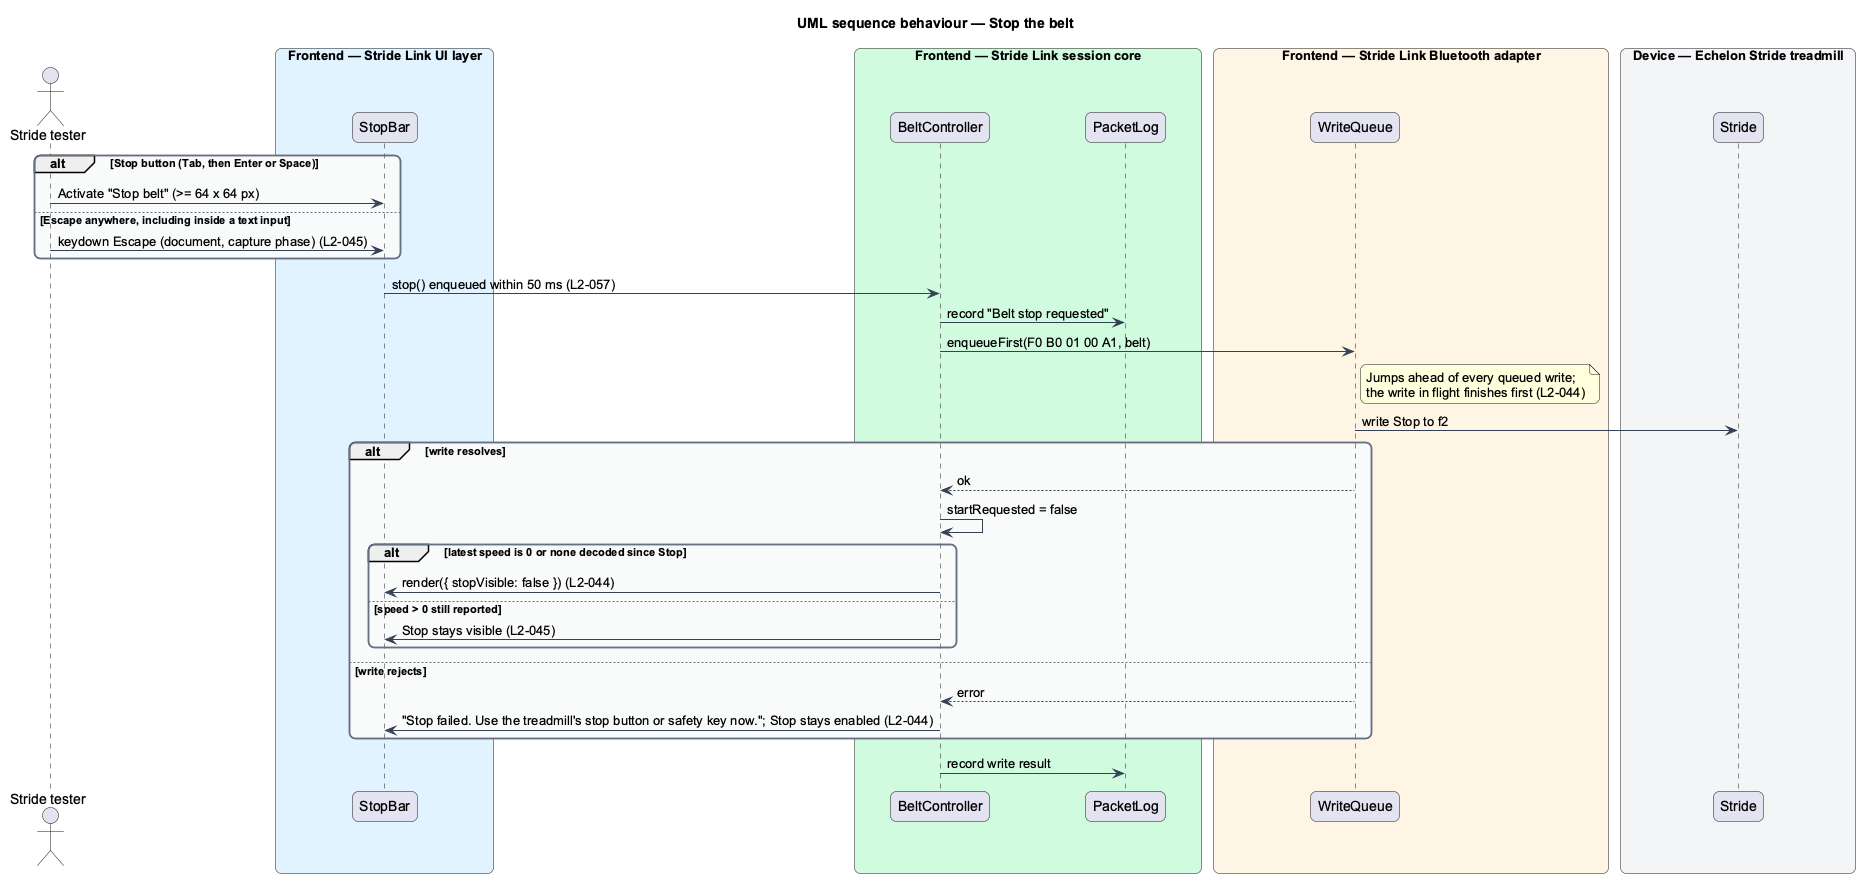 UML sequence behaviour — Stop the belt
Frontend — Stride Link UI layer
Frontend — Stride Link session core
Frontend — Stride Link Bluetooth adapter
Device — Echelon Stride treadmill
Stride tester
StopBar
BeltController
PacketLog
WriteQueue
Stride
alt
[Stop button (Tab, then Enter or Space)]
Activate "Stop belt" (>= 64 x 64 px)
[Escape anywhere, including inside a text input]
keydown Escape (document, capture phase) (L2-045)
stop() enqueued within 50 ms (L2-057)
record "Belt stop requested"
enqueueFirst(F0 B0 01 00 A1, belt)
Jumps ahead of every queued write;
the write in flight finishes first (L2-044)
write Stop to f2
alt
[write resolves]
ok
startRequested = false
alt
[latest speed is 0 or none decoded since Stop]
render({ stopVisible: false }) (L2-044)
[speed > 0 still reported]
Stop stays visible (L2-045)
[write rejects]
error
"Stop failed. Use the treadmill's stop button or safety key now."; Stop stays enabled (L2-044)
record write result
Stride tester
StopBar
BeltController
PacketLog
WriteQueue
Stride